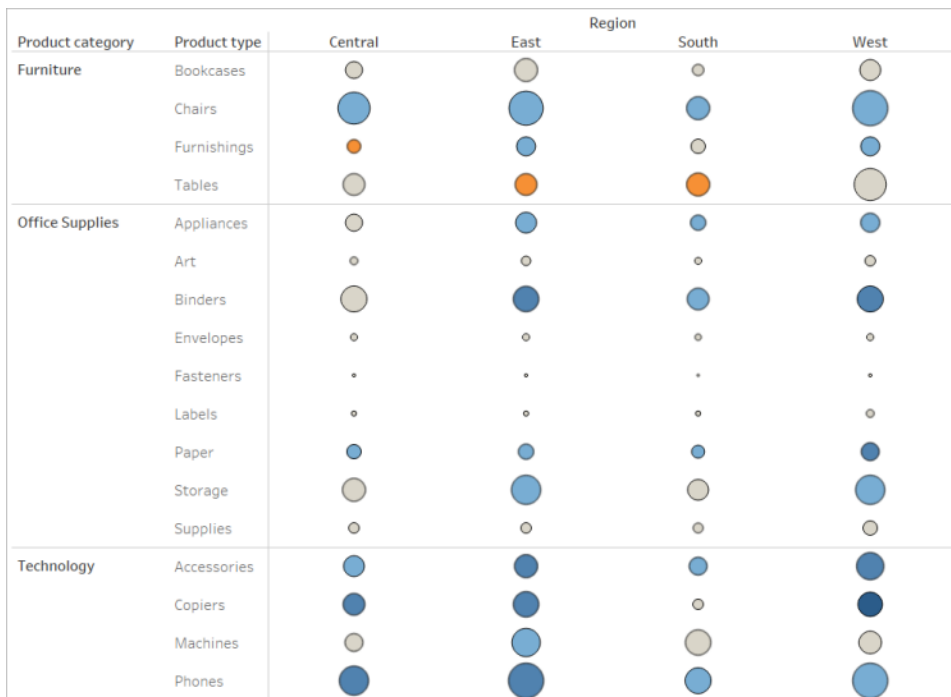 Region
Product category Product type Central East South West
Furniture Bookcases
Chairs
Furnishings
Tables
Office Supplies Appliances
Art
Binders
Envelopes
Fasteners
Labels
Paper
Storage
Supplies
Technology Accessories
Copiers
Machines
Phones